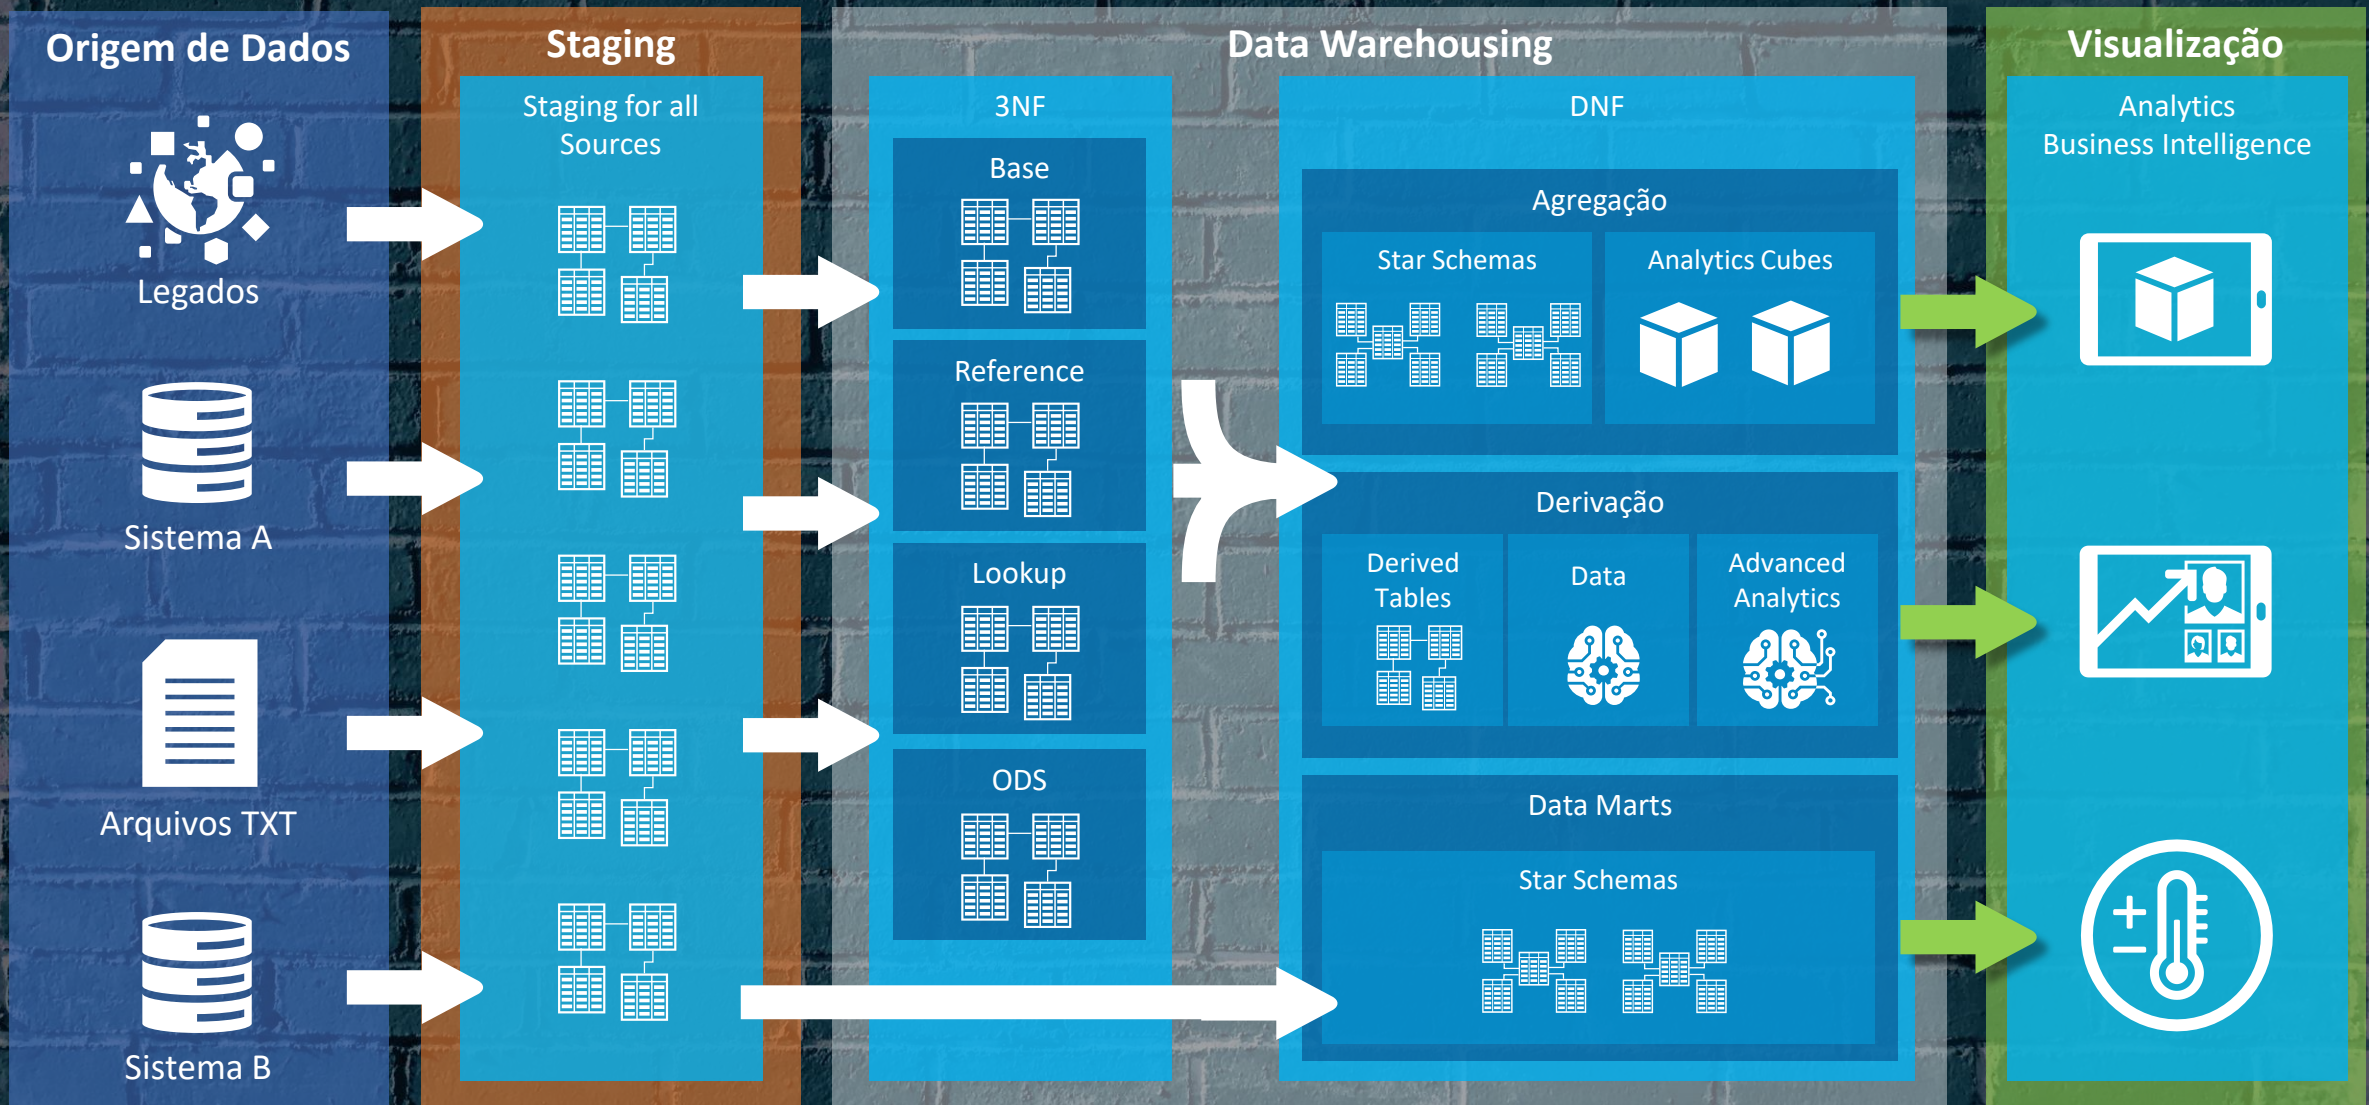 Origem de Dados
Legados
Sistema A
Arquivos TXT
Sistema B
Staging
Staging for all
Sources
Data Warehousing
3NF
Base
Reference
Lookup
ODS
DNF
Agregação
Star Schemas
Analytics Cubes
Derivação
Derived
Tables
Data
Advanced
Analytics
Data Marts
Star Schemas
Visualização
Analytics
Business Intelligence